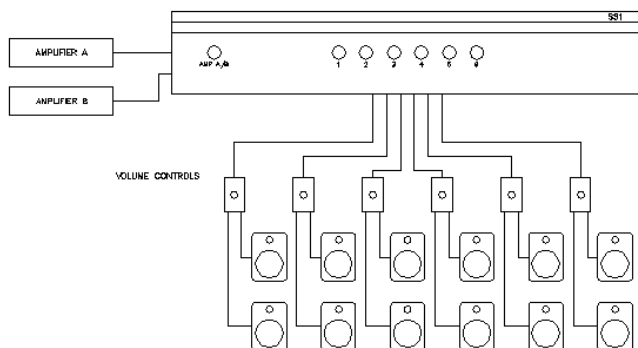 SS1
AMPLIFIER A
AMP A/B
1 2 3 4 5 6
AMPLIFIER B
VOLUME CONTROLS